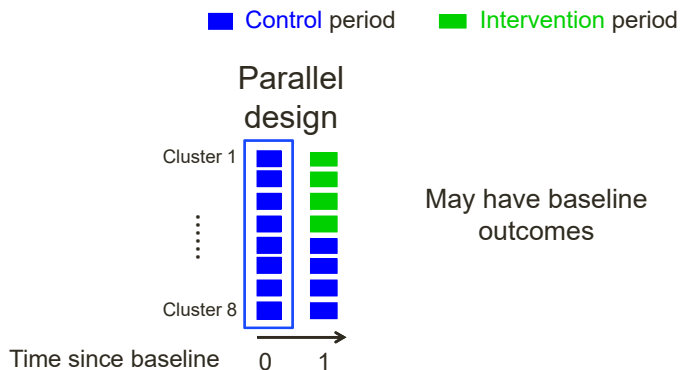 Control period
Intervention period
Parallel
design
Cluster 1
May have baseline
outcomes
Cluster 8
Time since baseline
0
1